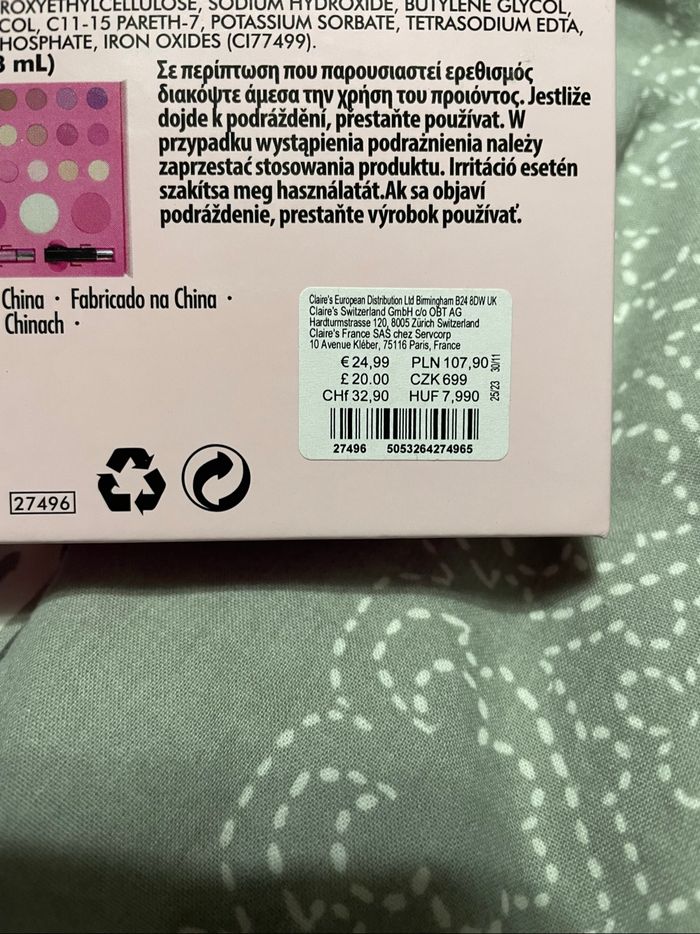 ROXYETHYLCELLULOSE, SODIUM HYDROXIDE, BUTYLENE GLYCOL,
COL, C11-15 PARETH-7, POTASSIUM SORBATE, TETRASODIUM EDTA,
HOSPHATE, IRON OXIDES (CI77499).
3 mL)
Σε περίπτωση που παρουσιαστεί ερεθισμός
διακόψτε άμεσα την χρήση του προιόντος. Jestliže
dojde k podráždění, přestaňte používat. W
przypadku wystąpienia podrażnienia należy
zaprzestać stosowania produktu. Irritáció esetén
szakítsa meg használatát.Ak sa objaví
podráždenie, prestaňte výrobok používať.
China · Fabricado na China ·
Chinach ·
Claire's European Distribution Ltd Birmingham B24 8DW UK
Claire's Switzerland GmbH c/o OBT AG
Hardturmstrasse 120, 8005 Zürich Switzerland
Claire's France SAS chez Servcorp
10 Avenue Kléber, 75116 Paris, France
€ 24,99 PLN 107,90
£ 20.00 CZK 699
CHf 32,90 HUF 7,990
25/23 30/11
27496 5053264274965
27496